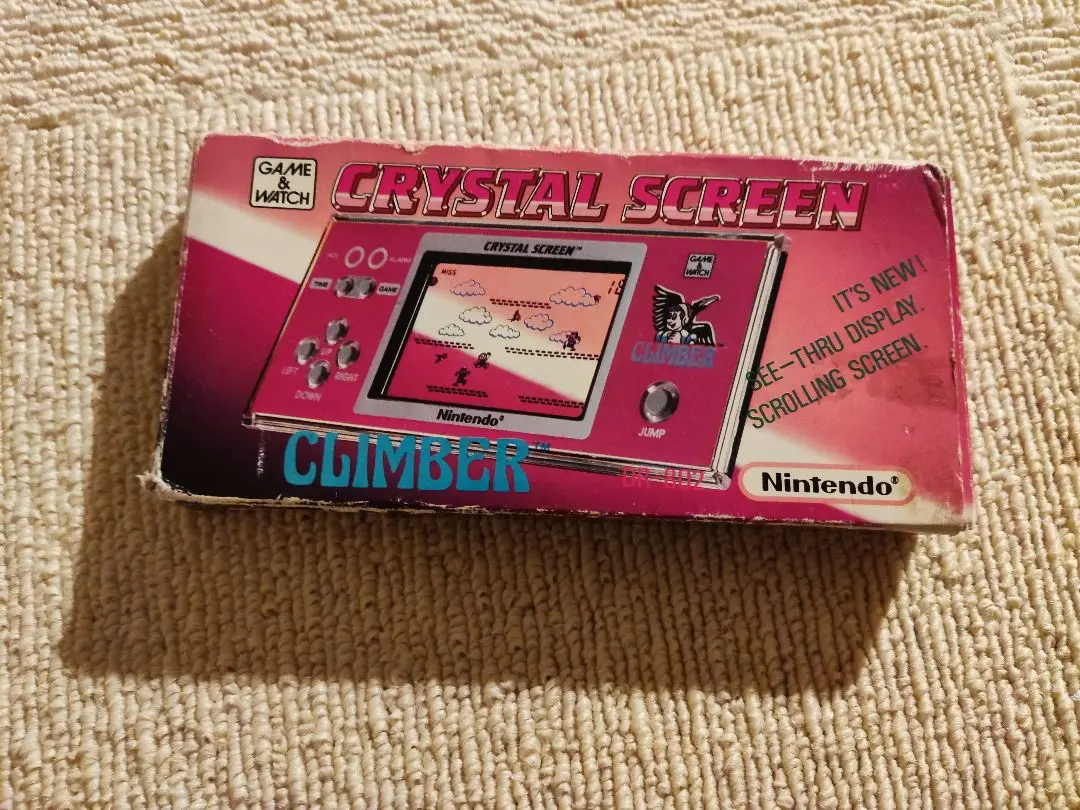 GAME
&
WATCH
CRYSTAL SCREEN
CRYSTAL SCREEN™
ALARM
TIME
GAME
MISS
GAME
&
WATCH
CLIMBER
UP
LEFT
RIGHT
DOWN
JUMP
Nintendo®
IT'S NEW!
SEE-THRU DISPLAY.
SCROLLING SCREEN.
CLIMBER™
Nintendo®